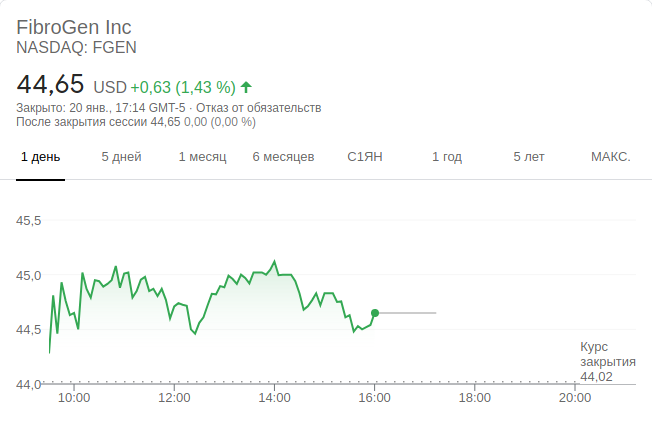 FibroGen Inc
NASDAQ: FGEN
44,65 USD +0,63 (1,43 %)
Закрыто: 20 янв., 17:14 GMT-5 · Отказ от обязательств
После закрытия сессии 44,65 0,00 (0,00 %)
1 день 5 дней 1 месяц 6 месяцев С1ЯН 1 год 5 лет МАКС.
45,5
45,0
44,5
44,0
Курс
закрытия
44,02
10:00 12:00 14:00 16:00 18:00 20:00